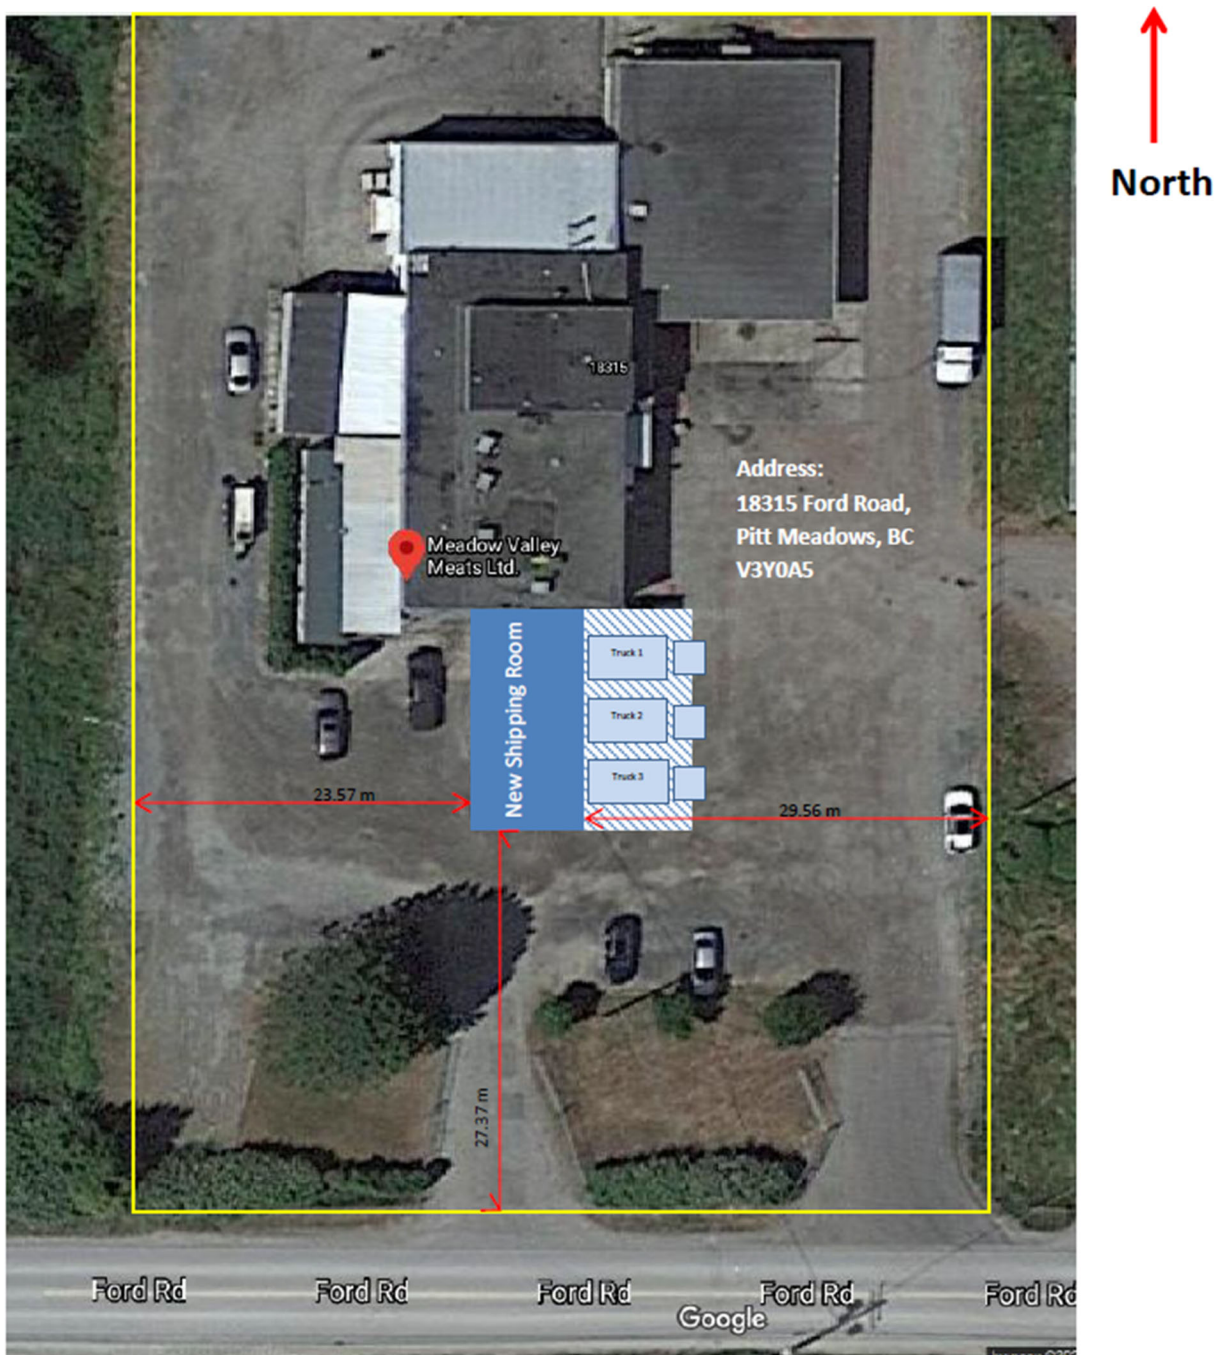 North
18315
Address:
18315 Ford Road,
Pitt Meadows, BC
V3Y0A5
Meadow Valley
Meats Ltd.
New Shipping Room
Truck 1
Truck 2
Truck 3
23.57 m
29.56 m
27.37 m
Ford Rd
Ford Rd
Ford Rd
Ford Rd
Ford Rd
Google